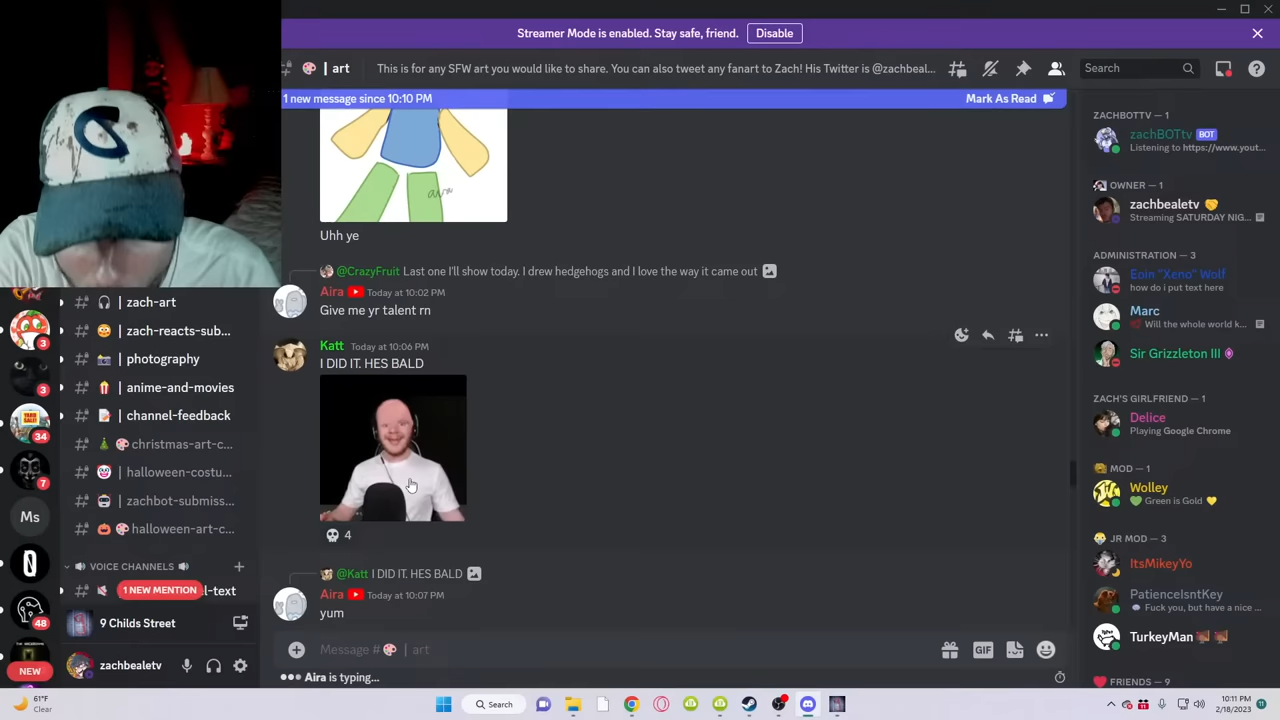 Streamer Mode is enabled. Stay safe, friend.
Disable
| art
This is for any SFW art you would like to share. You can also tweet any fanart to Zach! His Twitter is @zachbeal...
Search
1 new message since 10:10 PM
Mark As Read
Uhh ye
@CrazyFruit Last one I'll show today. I drew hedgehogs and I love the way it came out
Aira Today at 10:02 PM
Give me yr talent rn
Katt Today at 10:06 PM
I DID IT. HES BALD
4
@Katt I DID IT. HES BALD
Aira Today at 10:07 PM
yum
Message # | art
GIF
Aira is typing...
| zach-art
| zach-reacts-sub...
| photography
| anime-and-movies
| channel-feedback
| christmas-art-c...
| halloween-costu...
| zachbot-submiss...
| halloween-art-c...
VOICE CHANNELS
1 NEW MENTION
l-text
9 Childs Street
zachbealetv
3
3
34
7
Ms
48
NEW
ZACHBOTTV — 1
zachBOTtv BOT
Listening to https://www.yout...
OWNER — 1
zachbealetv
Streaming SATURDAY NIG...
ADMINISTRATION — 3
Eoin "Xeno" Wolf
how do i put text here
Marc
Will the whole world k...
Sir Grizzleton III
ZACH'S GIRLFRIEND — 1
Delice
Playing Google Chrome
MOD — 1
Wolley
Green is Gold
JR MOD — 3
ItsMikeyYo
PatienceIsntKey
Fuck you, but have a nice ...
TurkeyMan
FRIENDS — 9
61°F
Clear
Search
10:11 PM
2/18/2023